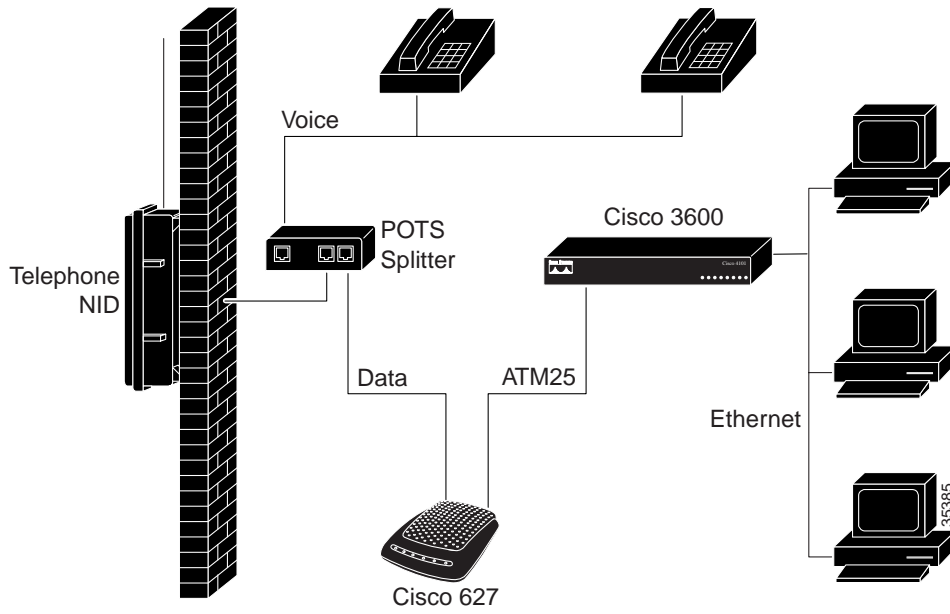 Voice
POTS
Splitter
Cisco 3600
Telephone
NID
Data
ATM25
Ethernet
Cisco 627
35385